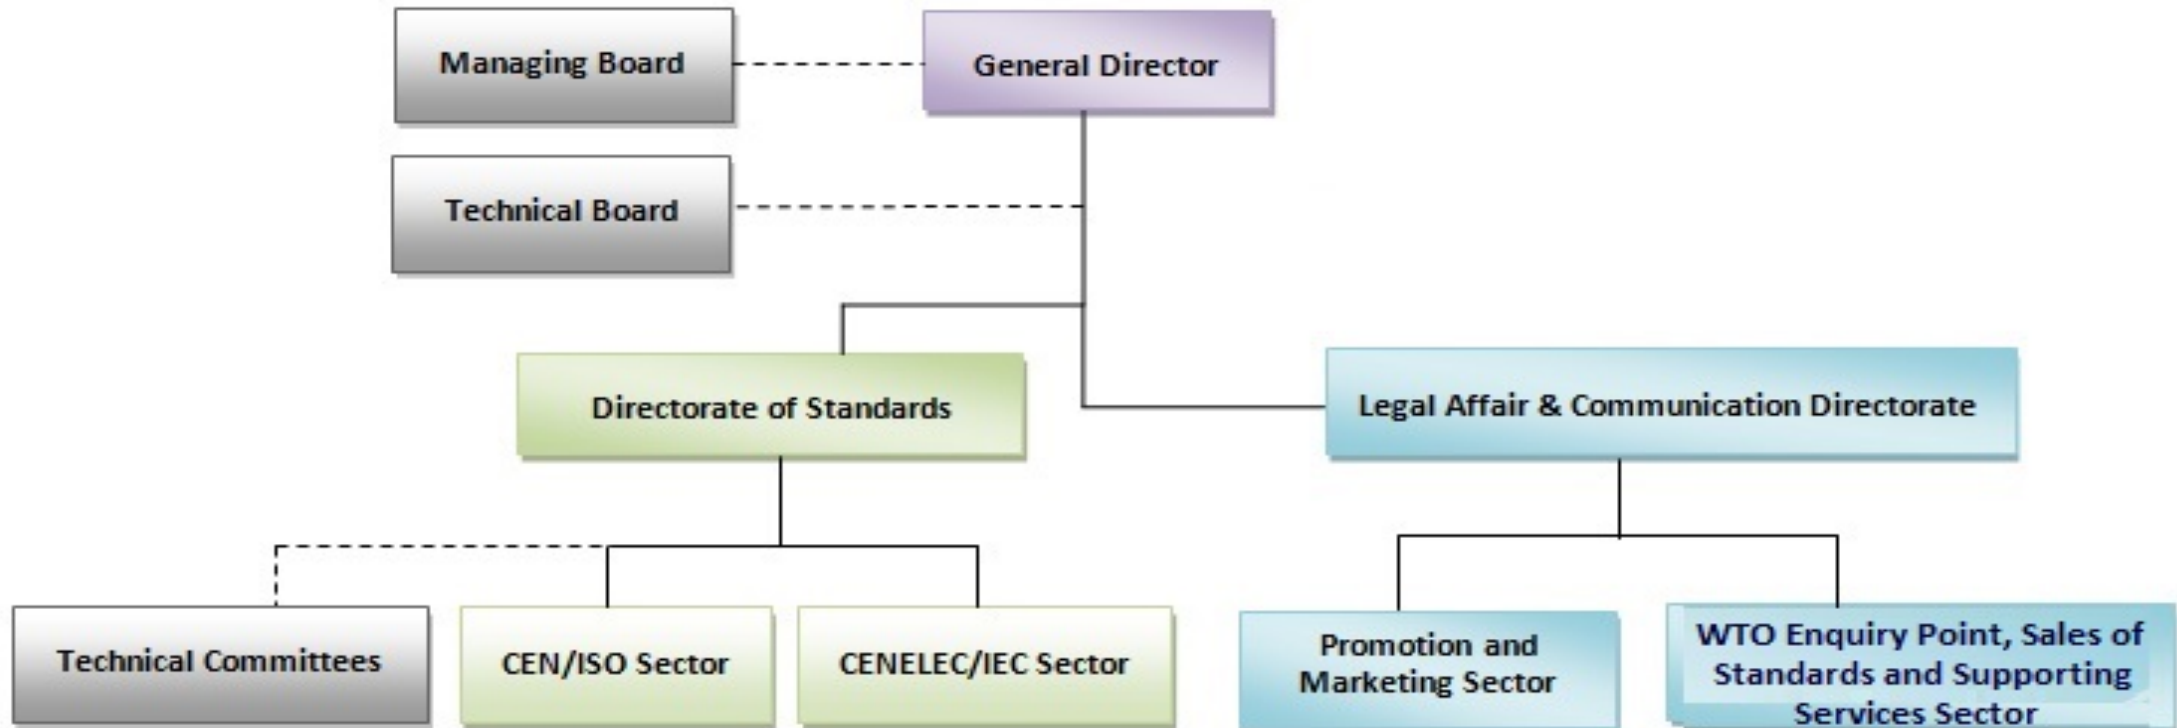 Managing Board
General Director
Technical Board
Directorate of Standards
Legal Affair & Communication Directorate
Technical Committees
CEN/ISO Sector
CENELEC/IEC Sector
Promotion and
Marketing Sector
WTO Enquiry Point, Sales of
Standards and Supporting
Services Sector